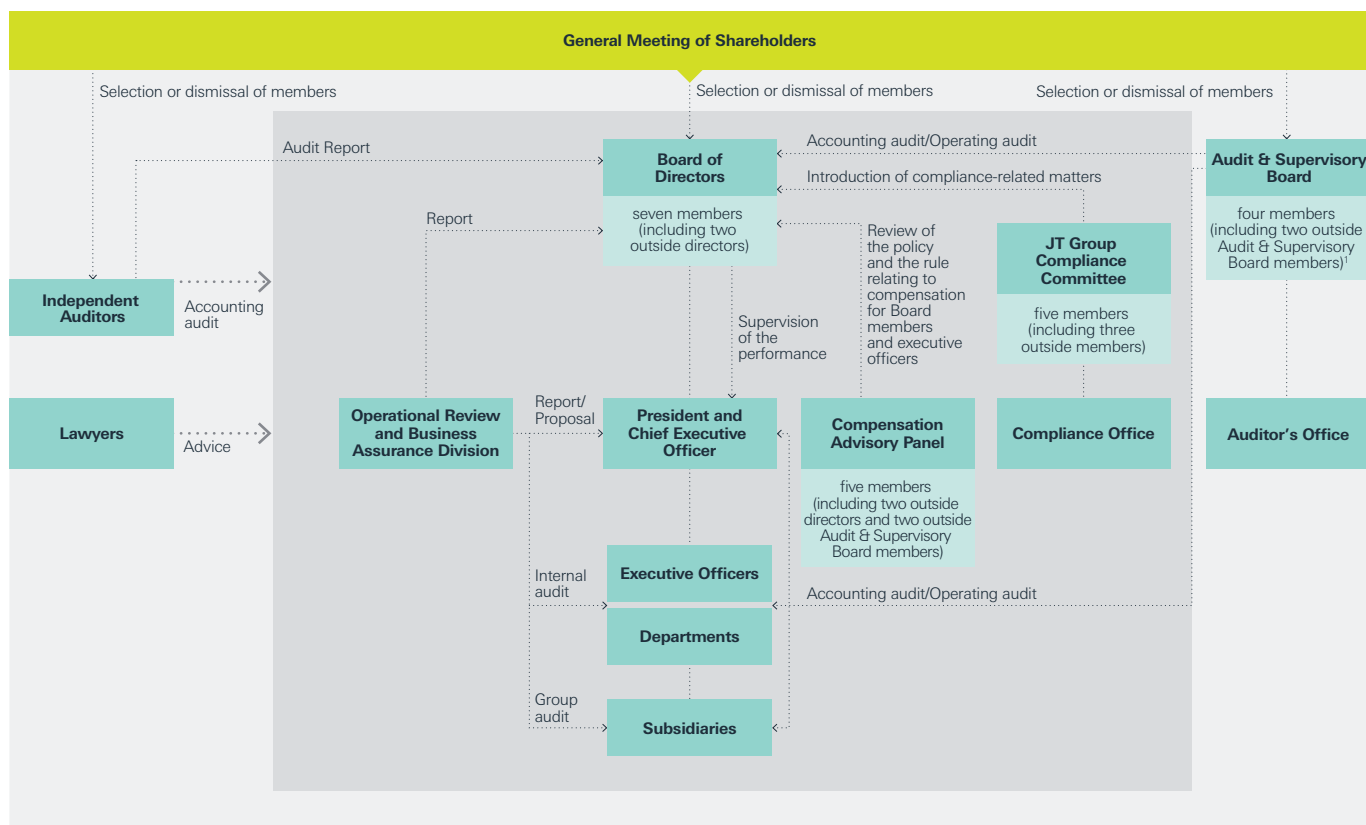 General Meeting of Shareholders
Selection or dismissal of members
Selection or dismissal of members
Selection or dismissal of members
Audit Report
Board of
Directors
seven members
(including two
outside directors)
Accounting audit/Operating audit
Introduction of compliance-related matters
Audit & Supervisory
Board
four members
(including two outside
Audit & Supervisory
Board members)¹
Report
Review of
the policy
and the rule
relating to
compensation
for Board
members
and executive
officers
JT Group
Compliance
Committee
five members
(including three
outside members)
Independent
Auditors
Accounting
audit
Supervision
of the
performance
Lawyers
Advice
Operational Review
and Business
Assurance Division
Report/
Proposal
President and
Chief Executive
Officer
Compensation
Advisory Panel
five members
(including two outside
directors and two outside
Audit & Supervisory
Board members)
Compliance Office
Auditor's Office
Internal
audit
Executive Officers
Accounting audit/Operating audit
Departments
Group
audit
Subsidiaries